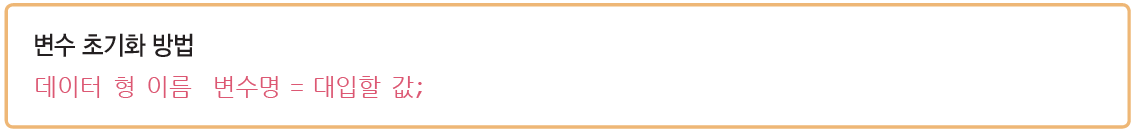 변수 초기화 방법
데이터 형 이름 변수명 = 대입할 값;